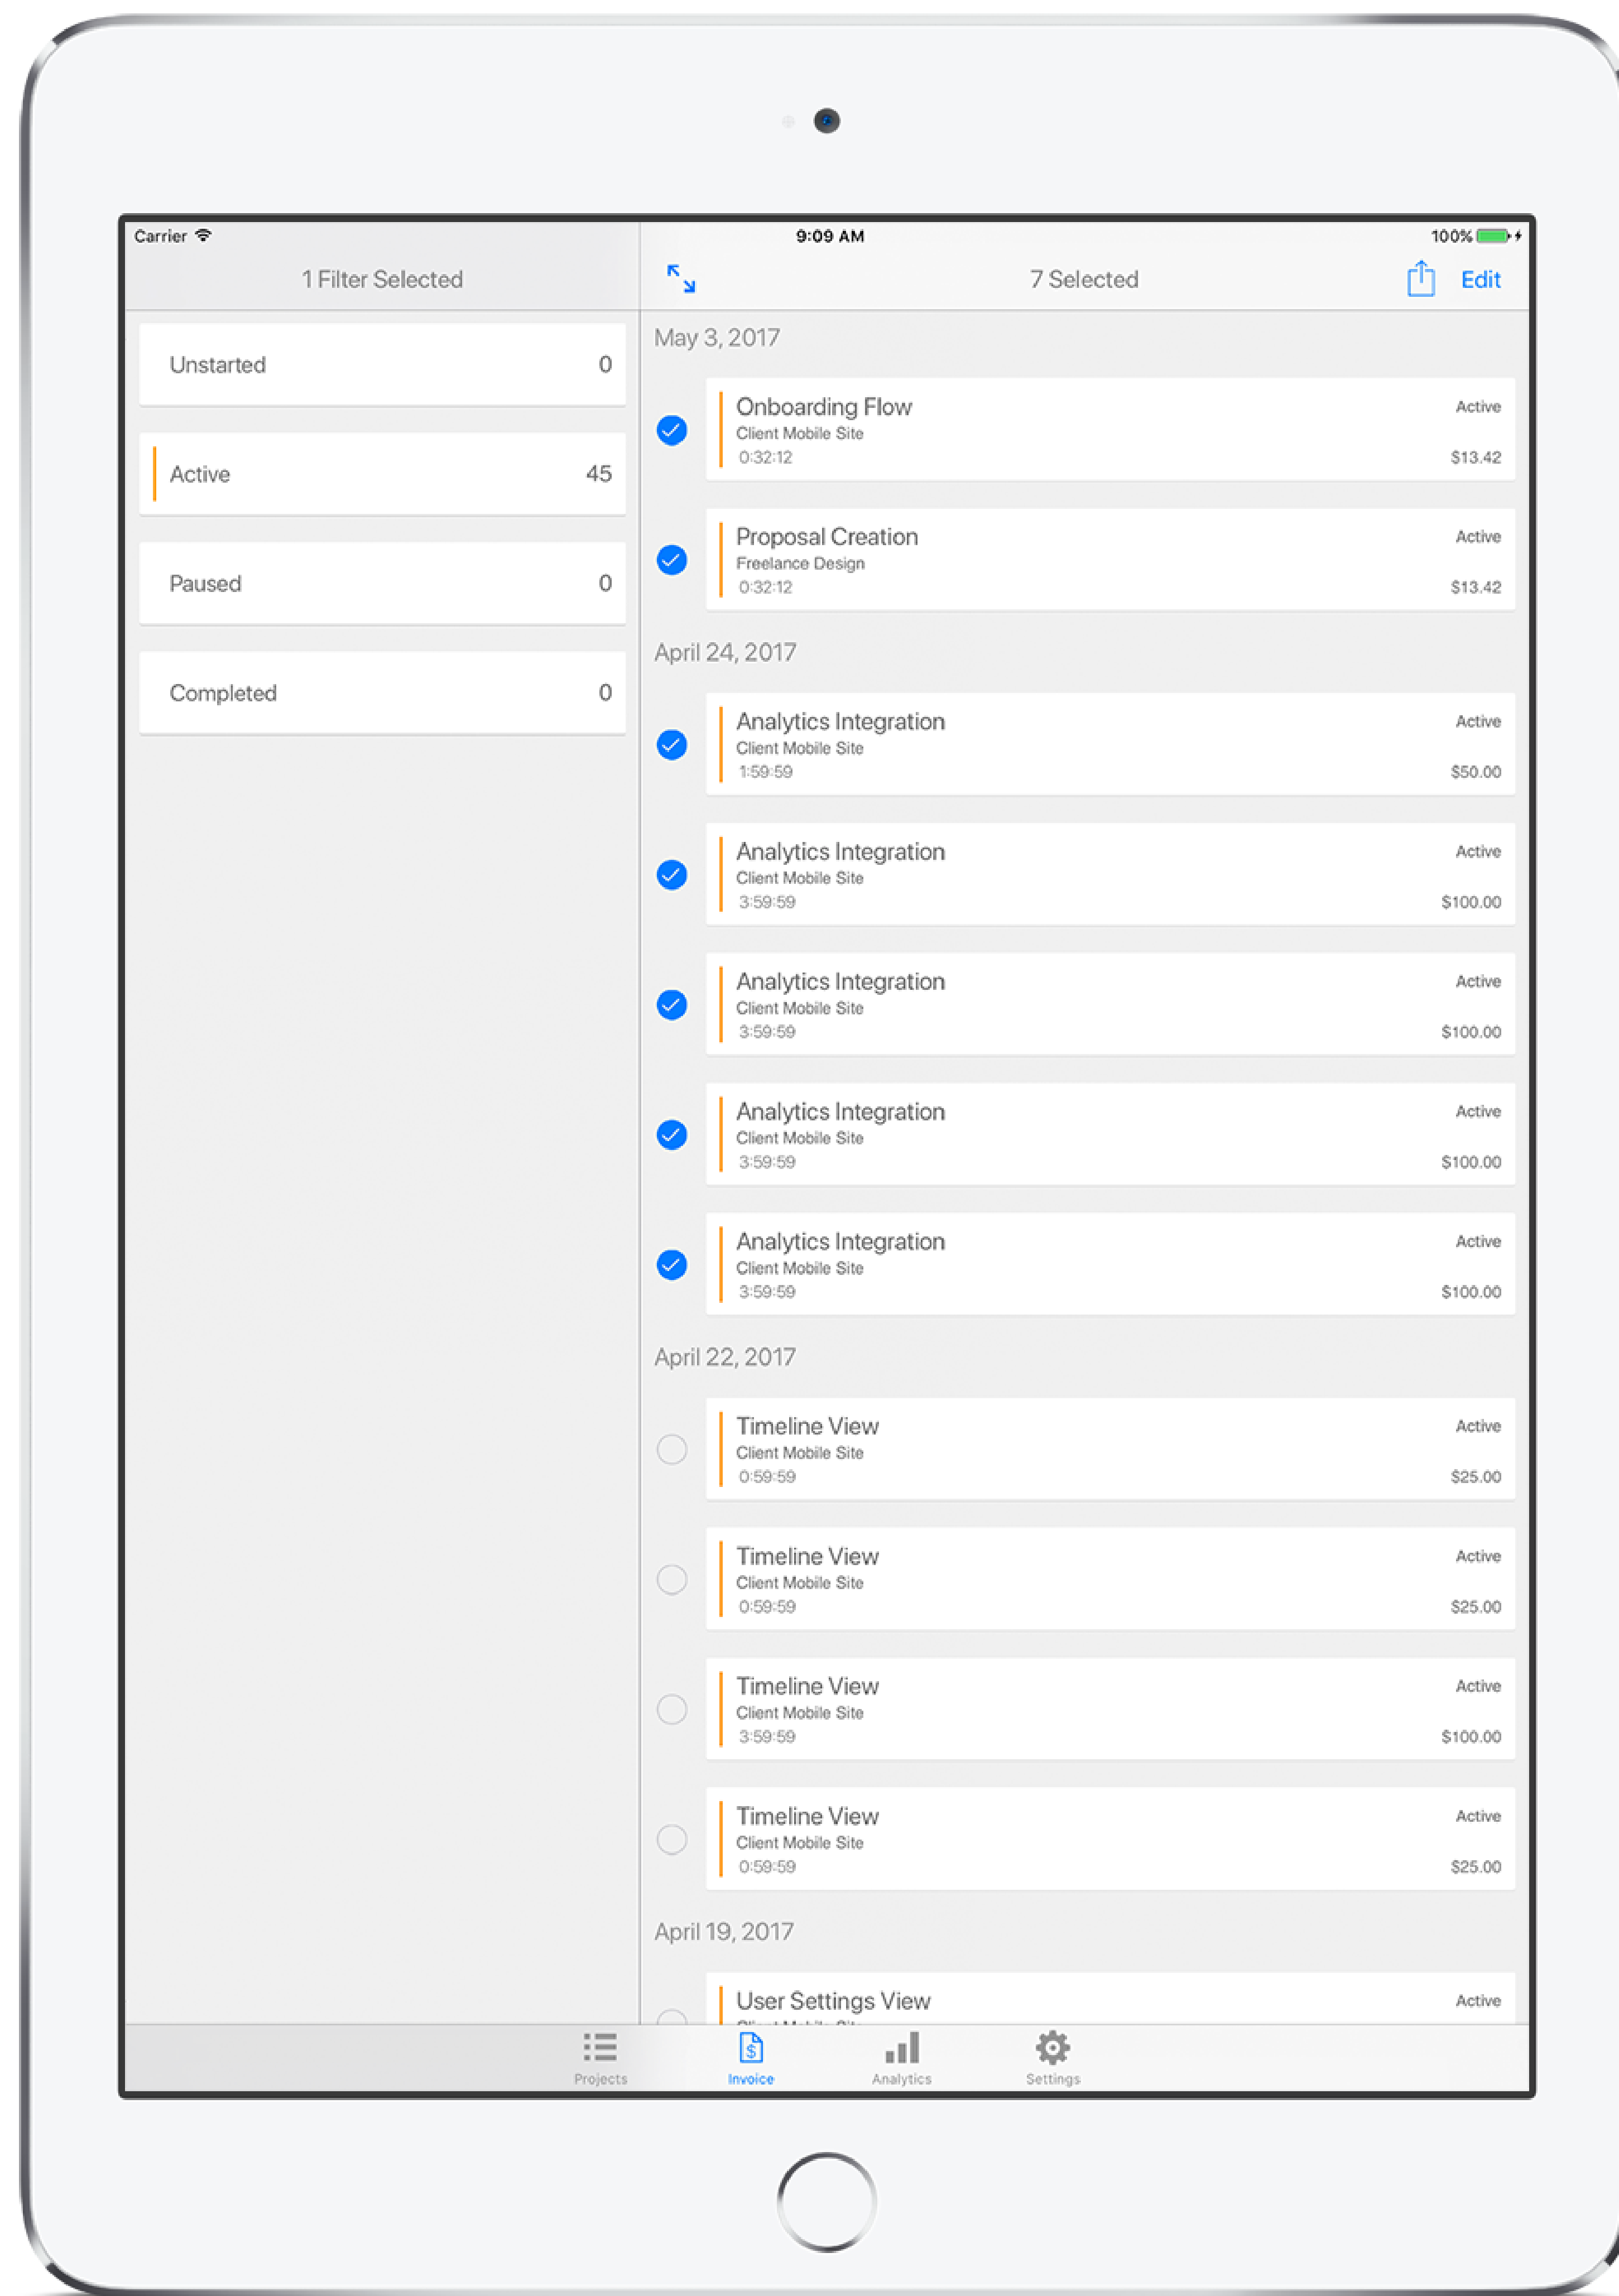 Carrier
9:09 AM
100%
1 Filter Selected
7 Selected
Edit
Unstarted
0
Active
45
Paused
0
Completed
0
May 3, 2017
Onboarding Flow
Active
Client Mobile Site
0:32:12
$13.42
Proposal Creation
Active
Freelance Design
0:32:12
$13.42
April 24, 2017
Analytics Integration
Active
Client Mobile Site
1:59:59
$50.00
Analytics Integration
Active
Client Mobile Site
3:59:59
$100.00
Analytics Integration
Active
Client Mobile Site
3:59:59
$100.00
Analytics Integration
Active
Client Mobile Site
3:59:59
$100.00
Analytics Integration
Active
Client Mobile Site
3:59:59
$100.00
April 22, 2017
Timeline View
Active
Client Mobile Site
0:59:59
$25.00
Timeline View
Active
Client Mobile Site
0:59:59
$25.00
Timeline View
Active
Client Mobile Site
3:59:59
$100.00
Timeline View
Active
Client Mobile Site
0:59:59
$25.00
April 19, 2017
User Settings View
Active
Projects
$
Invoice
Analytics
Settings